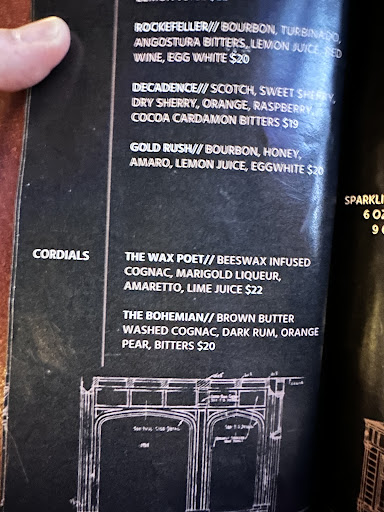 ROCKEFELLER// BOURBON, TURBINADO,
ANGOSTURA BITTERS, LEMON JUICE, RED
WINE, EGG WHITE $20
DECADENCE// SCOTCH, SWEET SHERRY,
DRY SHERRY, ORANGE, RASPBERRY,
COCOA CARDAMON BITTERS $19
GOLD RUSH// BOURBON, HONEY,
AMARO, LEMON JUICE, EGGWHITE $20
CORDIALS
THE WAX POET// BEESWAX INFUSED
COGNAC, MARIGOLD LIQUEUR,
AMARETTO, LIME JUICE $22
THE BOHEMIAN// BROWN BUTTER
WASHED COGNAC, DARK RUM, ORANGE
PEAR, BITTERS $20
SPARKLI
6 OZ
9